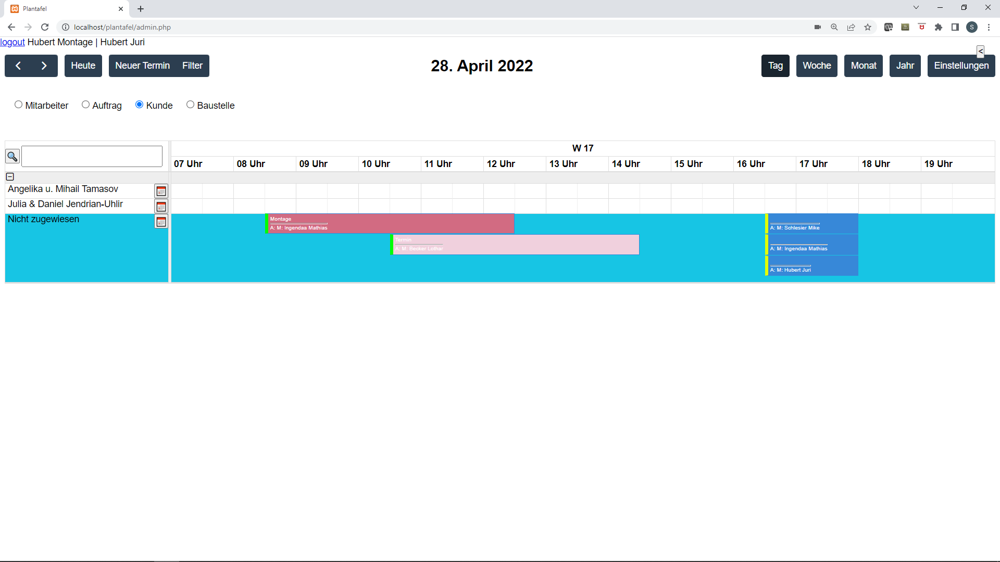 Plantafel
localhost/plantafel/admin.php
S
logout Hubert Montage | Hubert Juri
<
Heute
Neuer Termin
Filter
28. April 2022
Tag
Woche
Monat
Jahr
Einstellungen
Mitarbeiter
Auftrag
Kunde
Baustelle
W 17
07 Uhr
08 Uhr
09 Uhr
10 Uhr
11 Uhr
12 Uhr
13 Uhr
14 Uhr
15 Uhr
16 Uhr
17 Uhr
18 Uhr
19 Uhr
Angelika u. Mihail Tamasov
Julia & Daniel Jendrian-Uhlir
Nicht zugewiesen
Montage
A: M: Ingendaa Mathias
Termin
A: M: Becker Lothar
A: M: Schlesier Mike
A: M: Ingendaa Mathias
A: M: Hubert Juri